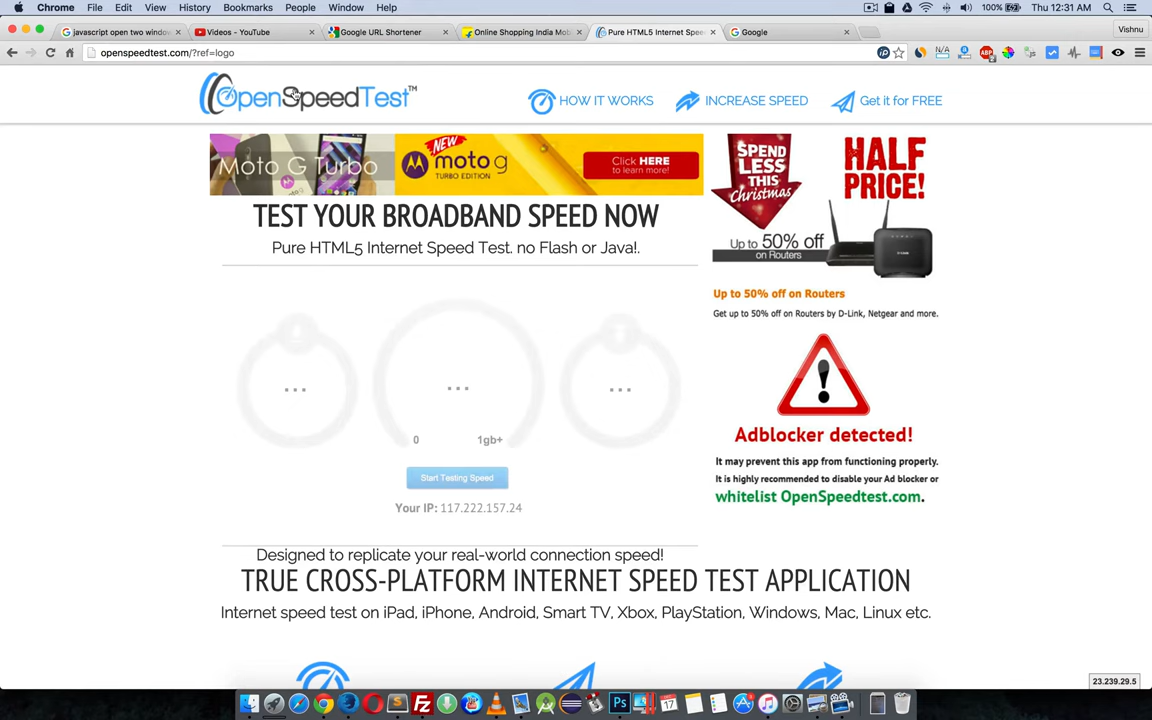 Chrome File Edit View History Bookmarks People Window Help 100% Thu 12:31 AM
javascript open two window Videos - YouTube Google URL Shortener Online Shopping India Mob Pure HTML5 Internet Speed Google Vishnu
openspeedtest.com/?ref=logo
OpenSpeedTest™ HOW IT WORKS INCREASE SPEED Get it for FREE
Moto G Turbo NEW moto g TURBO EDITION Click HERE to learn more!
SPEND LESS THIS Christmas HALF PRICE!
Up to 50% off on Routers
TEST YOUR BROADBAND SPEED NOW
Pure HTML5 Internet Speed Test. no Flash or Java!.
Up to 50% off on Routers
Get up to 50% off on Routers by D-Link, Netgear and more.
... ... ...
0 1gb+
Start Testing Speed
Your IP: 117.222.157.24
Adblocker detected!
It may prevent this app from functioning properly.
It is highly recommended to disable your Ad blocker or
whitelist OpenSpeedtest.com.
Designed to replicate your real-world connection speed!
TRUE CROSS-PLATFORM INTERNET SPEED TEST APPLICATION
Internet speed test on iPad, iPhone, Android, Smart TV, Xbox, PlayStation, Windows, Mac, Linux etc.
23.239.29.5